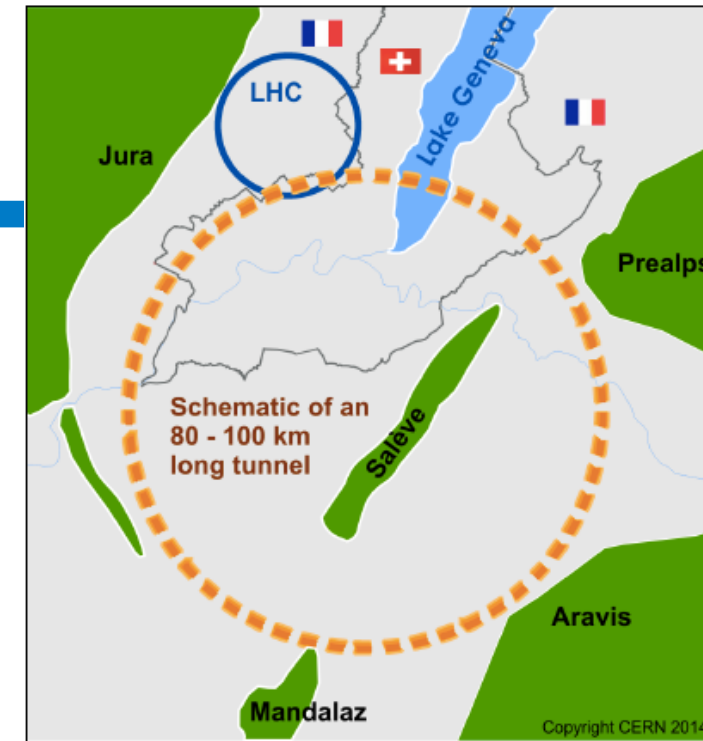 LHC
Lake Geneva
Jura
Prealps
Schematic of an
80 - 100 km
long tunnel
Salève
Aravis
Mandalaz
Copyright CERN 2014